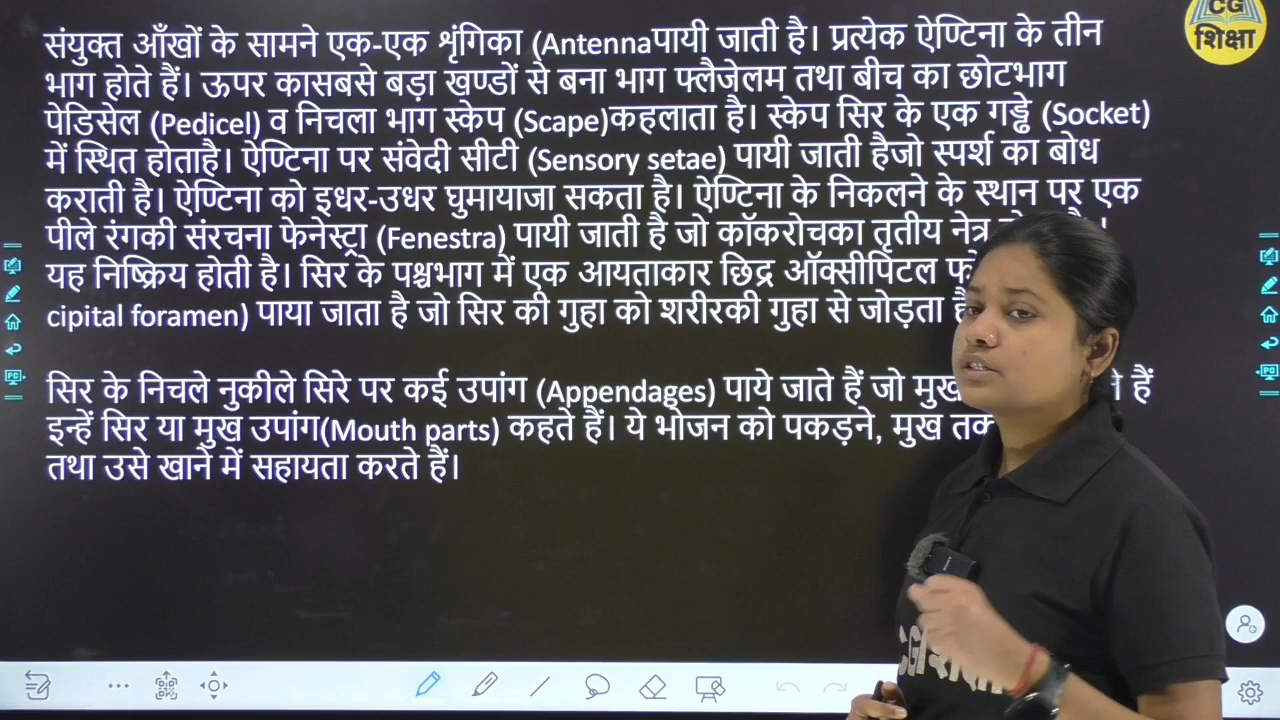 CG
शिक्षा
संयुक्त आँखों के सामने एक-एक शृंगिका (Antennaपायी जाती है। प्रत्येक ऐण्टिना के तीन
भाग होते हैं। ऊपर कासबसे बड़ा खण्डों से बना भाग फ्लैजेलम तथा बीच का छोटभाग
पेडिसेल (Pedicel) व निचला भाग स्केप (Scape)कहलाता है। स्केप सिर के एक गड्ढे (Socket)
में स्थित होताहै। ऐण्टिना पर संवेदी सीटी (Sensory setae) पायी जाती हैजो स्पर्श का बोध
कराती है। ऐण्टिना को इधर-उधर घुमायाजा सकता है। ऐण्टिना के निकलने के स्थान पर एक
पीले रंगकी संरचना फेनेस्ट्रा (Fenestra) पायी जाती है जो कॉकरोचका तृतीय नेत्र
यह निष्क्रिय होती है। सिर के पश्चभाग में एक आयताकार छिद्र ऑक्सीपिटल
cipital foramen) पाया जाता है जो सिर की गुहा को शरीरकी गुहा से जोड़ता
सिर के निचले नुकीले सिरे पर कई उपांग (Appendages) पाये जाते हैं जो हैं
इन्हें सिर या मुख उपांग(Mouth parts) कहते हैं। ये भोजन को पकड़ने, मुख तक
तथा उसे खाने में सहायता करते हैं।